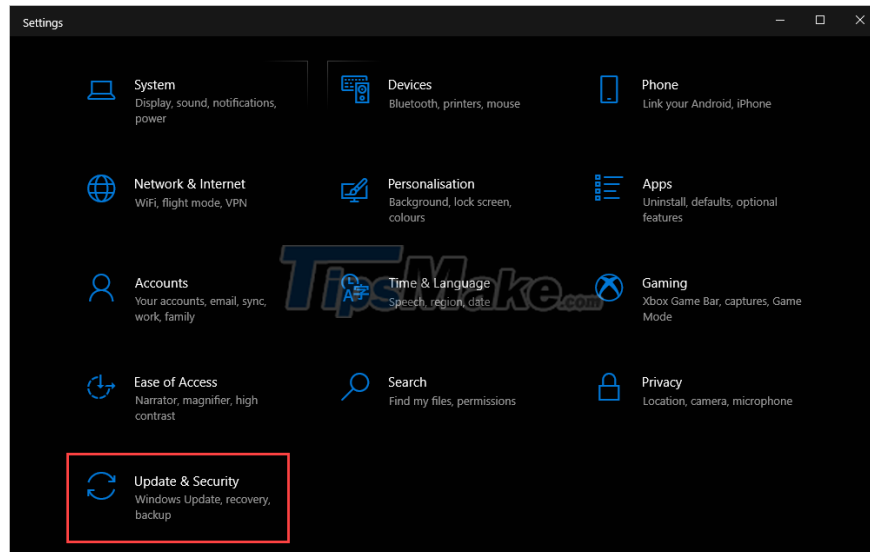 Settings
System
Display, sound, notifications,
power
Devices
Bluetooth, printers, mouse
Phone
Link your Android, iPhone
Network & Internet
WiFi, flight mode, VPN
Personalisation
Background, lock screen,
colours
Apps
Uninstall, defaults, optional
features
Accounts
Your accounts, email, sync,
work, family
Time & Language
Speech, region, date
Gaming
Xbox Game Bar, captures, Game
Mode
TipsMake.com
Ease of Access
Narrator, magnifier, high
contrast
Search
Find my files, permissions
Privacy
Location, camera, microphone
Update & Security
Windows Update, recovery,
backup